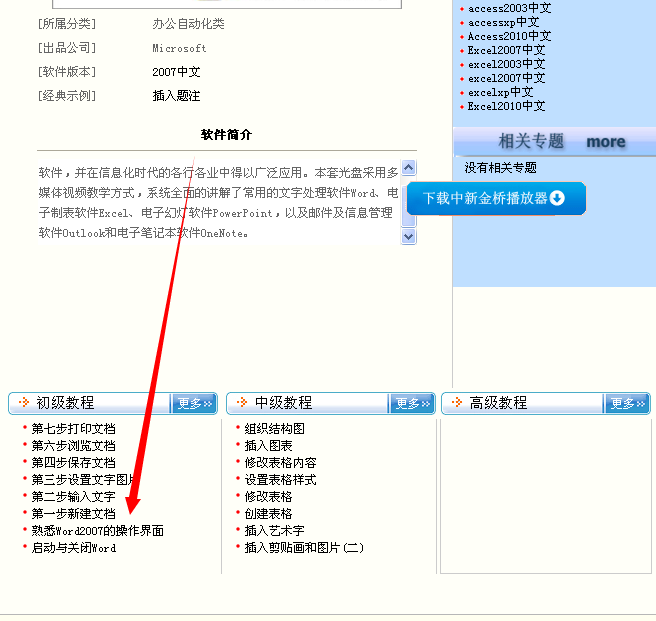 [所属分类] 办公自动化类
[出品公司] Microsoft
[软件版本] 2007中文
[经典示例] 插入题注
软件简介
软件，并在信息化时代的各行各业中得以广泛应用。本套光盘采用多
媒体视频教学方式，系统全面的讲解了常用的文字处理软件Word、电
子制表软件Excel、电子幻灯软件PowerPoint，以及邮件及信息管理
软件Outlook和电子笔记本软件OneNote。
access2003中文
accessxp中文
Access2010中文
Excel2007中文
excel2003中文
excel2007中文
excelxp中文
Excel2010中文
相关专题 more
没有相关专题
下载中新金桥播放器
初级教程 更多>>
第七步打印文档
第六步浏览文档
第四步保存文档
第三步设置文字图片
第二步输入文字
第一步新建文档
熟悉Word2007的操作界面
启动与关闭Word
中级教程 更多>>
组织结构图
插入图表
修改表格内容
设置表格样式
修改表格
创建表格
插入艺术字
插入剪贴画和图片(二)
高级教程 更多>>